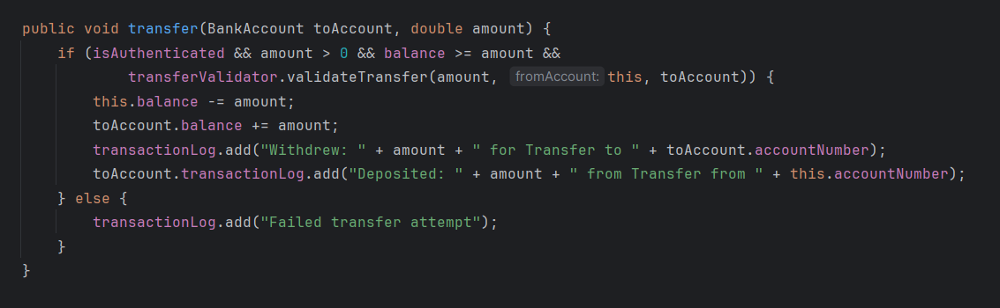 public void transfer(BankAccount toAccount, double amount) {
if (isAuthenticated && amount > 0 && balance >= amount &&
transferValidator.validateTransfer(amount, fromAccount: this, toAccount)) {
this.balance -= amount;
toAccount.balance += amount;
transactionLog.add("Withdrew: " + amount + " for Transfer to " + toAccount.accountNumber);
toAccount.transactionLog.add("Deposited: " + amount + " from Transfer from " + this.accountNumber);
} else {
transactionLog.add("Failed transfer attempt");
}
}